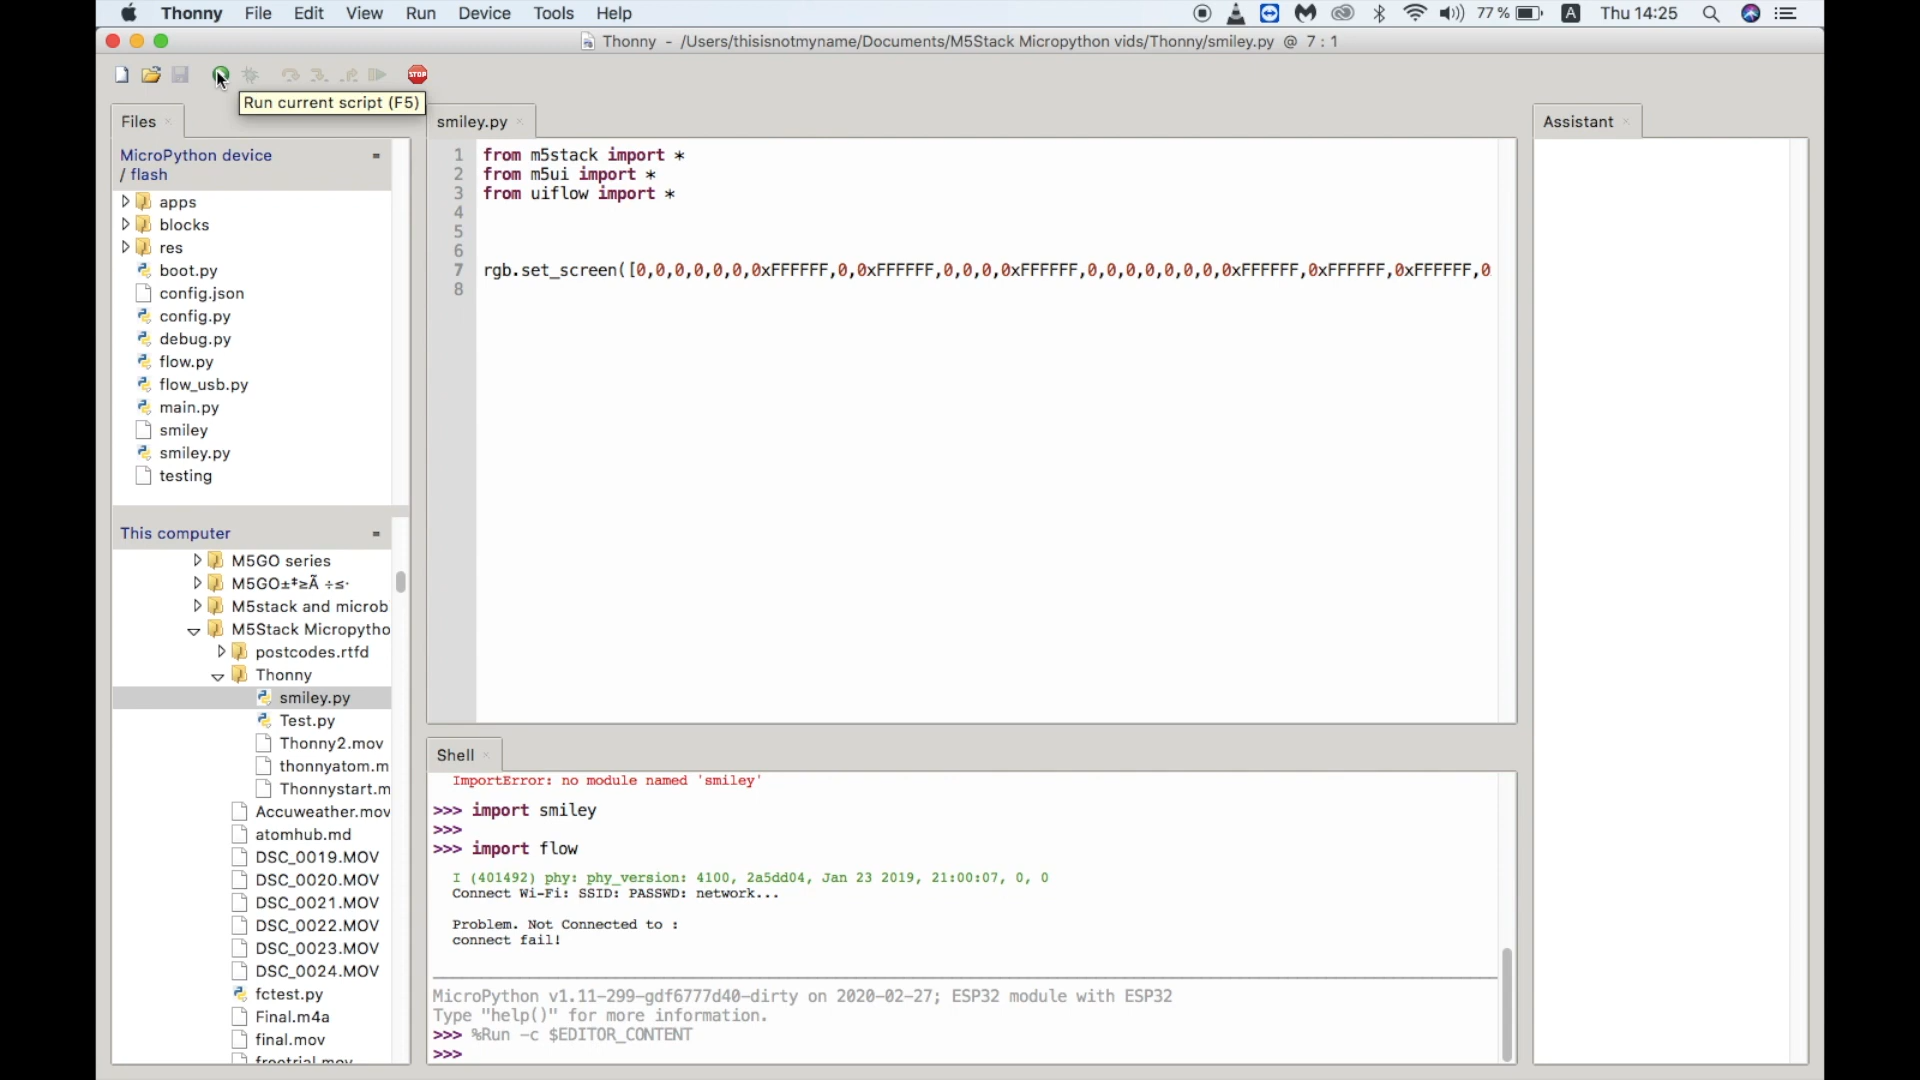 Thonny File Edit View Run Device Tools Help 77 % A Thu 14:25
Thonny - /Users/thisisnotmyname/Documents/M5Stack Micropython vids/Thonny/smiley.py @ 7 : 1
STOP
Run current script (F5)
Files
MicroPython device
/ flash
apps
blocks
res
boot.py
config.json
config.py
debug.py
flow.py
flow_usb.py
main.py
smiley
smiley.py
testing
This computer
M5GO series
M5GO±‡≥Ã ÷≤·
M5stack and microb
M5Stack Micropytho
postcodes.rtfd
Thonny
smiley.py
Test.py
Thonny2.mov
thonnyatom.m
Thonnystart.m
Accuweather.mov
atomhub.md
DSC_0019.MOV
DSC_0020.MOV
DSC_0021.MOV
DSC_0022.MOV
DSC_0023.MOV
DSC_0024.MOV
fctest.py
Final.m4a
final.mov
freetrial.mov
smiley.py
1 from m5stack import *
2 from m5ui import *
3 from uiflow import *
4
5
6
7 rgb.set_screen([0,0,0,0,0,0,0xFFFFFF,0,0xFFFFFF,0,0,0,0xFFFFFF,0,0,0,0,0,0,0,0xFFFFFF,0xFFFFFF,0xFFFFFF,0
8
Shell
ImportError: no module named 'smiley'
>>> import smiley
>>>
>>> import flow
I (401492) phy: phy_version: 4100, 2a5dd04, Jan 23 2019, 21:00:07, 0, 0
Connect Wi-Fi: SSID: PASSWD: network...
Problem. Not Connected to :
connect fail!
MicroPython v1.11-299-gdf6777d40-dirty on 2020-02-27; ESP32 module with ESP32
Type "help()" for more information.
>>> %Run -c $EDITOR_CONTENT
>>>
Assistant